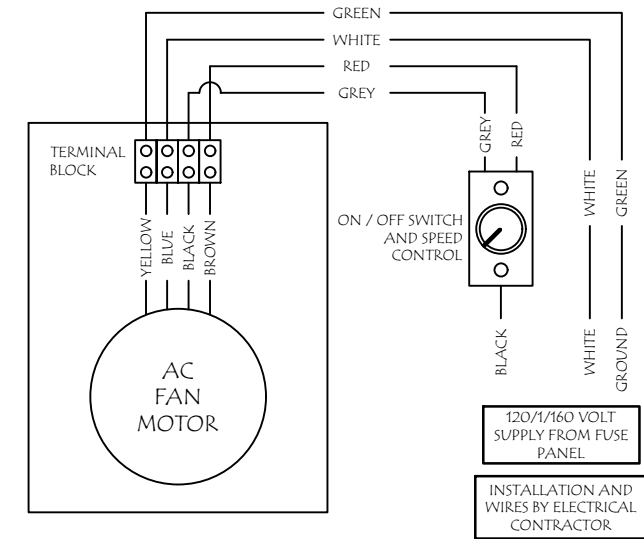 GREEN
WHITE
RED
GREY
TERMINAL
BLOCK
GREY
RED
WHITE
GREEN
YELLOW
BLUE
BLACK
BROWN
ON / OFF SWITCH
AND SPEED
CONTROL
AC
FAN
MOTOR
BLACK
WHITE
GROUND
120/1/160 VOLT
SUPPLY FROM FUSE
PANEL
INSTALLATION AND
WIRES BY ELECTRICAL
CONTRACTOR